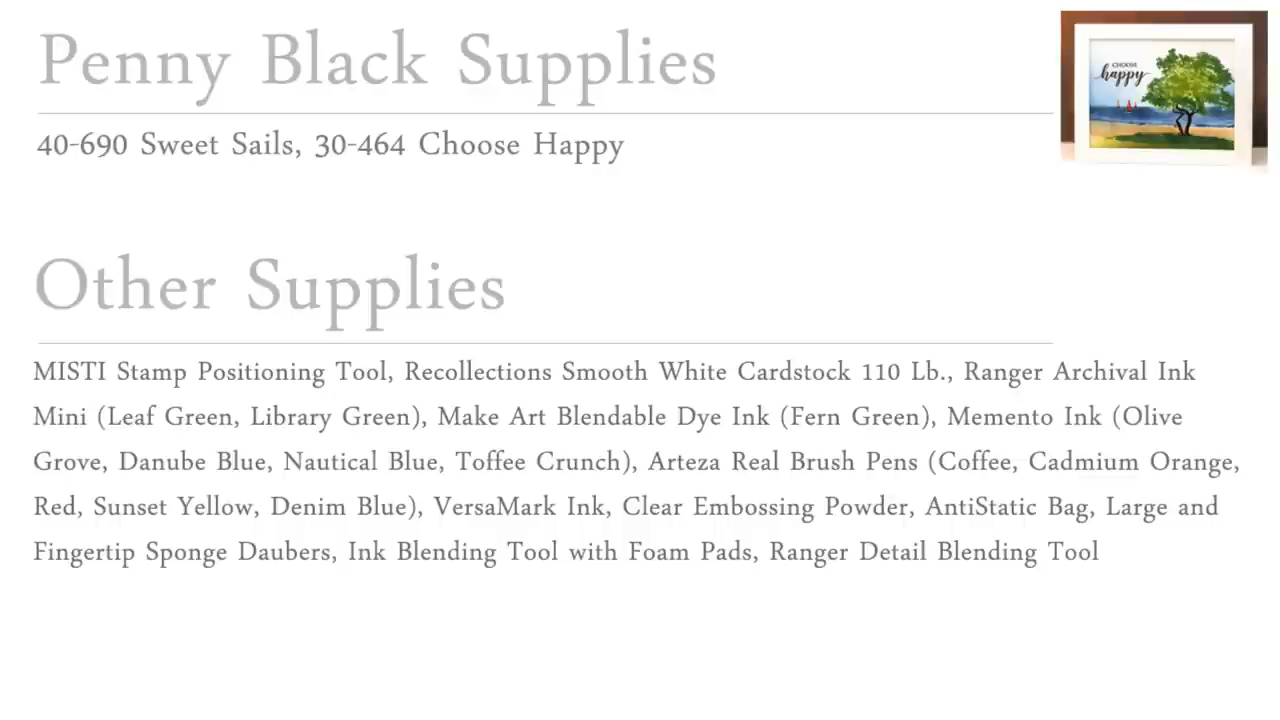 Penny Black Supplies
CHOOSE
happy
40-690 Sweet Sails, 30-464 Choose Happy
Other Supplies
MISTI Stamp Positioning Tool, Recollections Smooth White Cardstock 110 Lb., Ranger Archival Ink
Mini (Leaf Green, Library Green), Make Art Blendable Dye Ink (Fern Green), Memento Ink (Olive
Grove, Danube Blue, Nautical Blue, Toffee Crunch), Arteza Real Brush Pens (Coffee, Cadmium Orange,
Red, Sunset Yellow, Denim Blue), VersaMark Ink, Clear Embossing Powder, AntiStatic Bag, Large and
Fingertip Sponge Daubers, Ink Blending Tool with Foam Pads, Ranger Detail Blending Tool